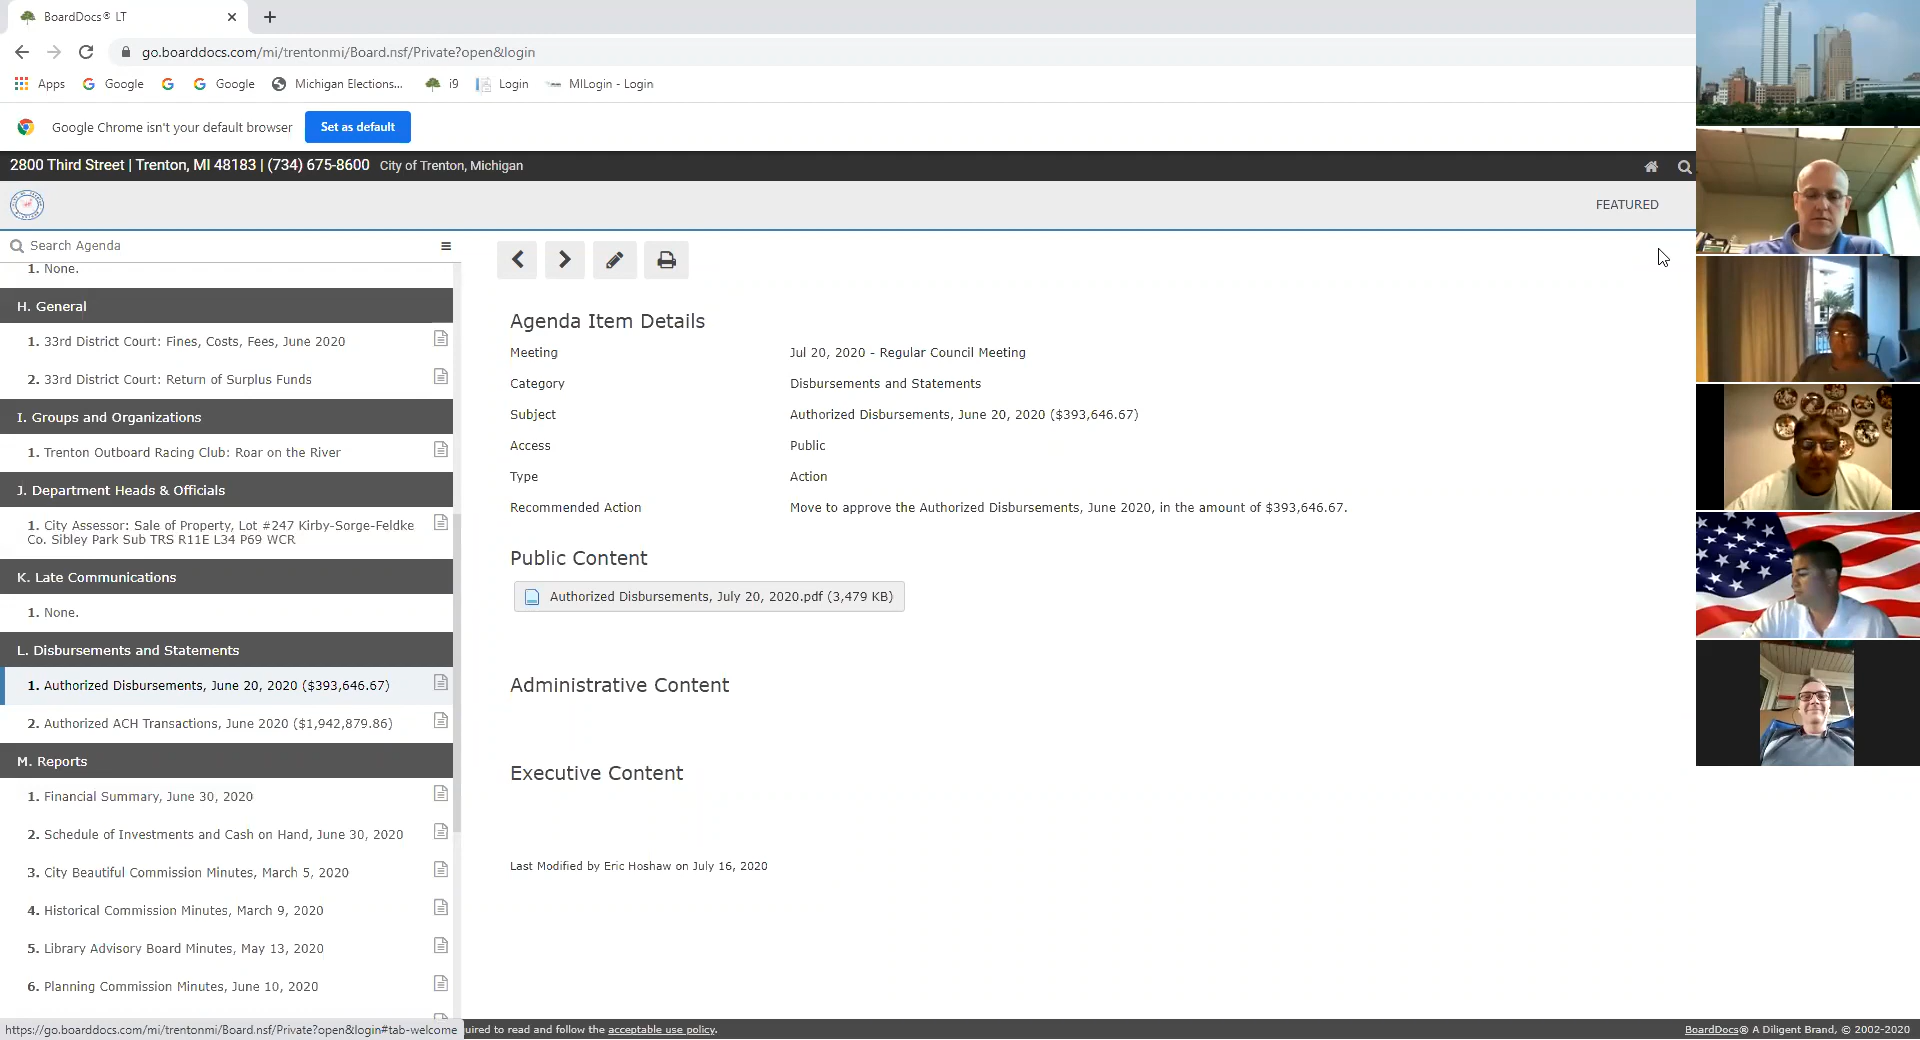 BoardDocs® LT
go.boarddocs.com/mi/trentonmi/Board.nsf/Private?open&login
Apps
Google
Google
Michigan Elections...
i9
Login
MILogin - Login
Google Chrome isn't your default browser
Set as default
2800 Third Street | Trenton, MI 48183 | (734) 675-8600 City of Trenton, Michigan
FEATURED
Search Agenda
1. None.
H. General
1. 33rd District Court: Fines, Costs, Fees, June 2020
2. 33rd District Court: Return of Surplus Funds
I. Groups and Organizations
1. Trenton Outboard Racing Club: Roar on the River
J. Department Heads & Officials
1. City Assessor: Sale of Property, Lot #247 Kirby-Sorge-Feldke
Co. Sibley Park Sub TRS R11E L34 P69 WCR
K. Late Communications
1. None.
L. Disbursements and Statements
1. Authorized Disbursements, June 20, 2020 ($393,646.67)
2. Authorized ACH Transactions, June 2020 ($1,942,879.86)
M. Reports
1. Financial Summary, June 30, 2020
2. Schedule of Investments and Cash on Hand, June 30, 2020
3. City Beautiful Commission Minutes, March 5, 2020
4. Historical Commission Minutes, March 9, 2020
5. Library Advisory Board Minutes, May 13, 2020
6. Planning Commission Minutes, June 10, 2020
Agenda Item Details
Meeting Jul 20, 2020 - Regular Council Meeting
Category Disbursements and Statements
Subject Authorized Disbursements, June 20, 2020 ($393,646.67)
Access Public
Type Action
Recommended Action Move to approve the Authorized Disbursements, June 2020, in the amount of $393,646.67.
Public Content
Authorized Disbursements, July 20, 2020.pdf (3,479 KB)
Administrative Content
Executive Content
Last Modified by Eric Hoshaw on July 16, 2020
https://go.boarddocs.com/mi/trentonmi/Board.nsf/Private?open&login#tab-welcome
uired to read and follow the acceptable use policy.
BoardDocs® A Diligent Brand, © 2002-2020